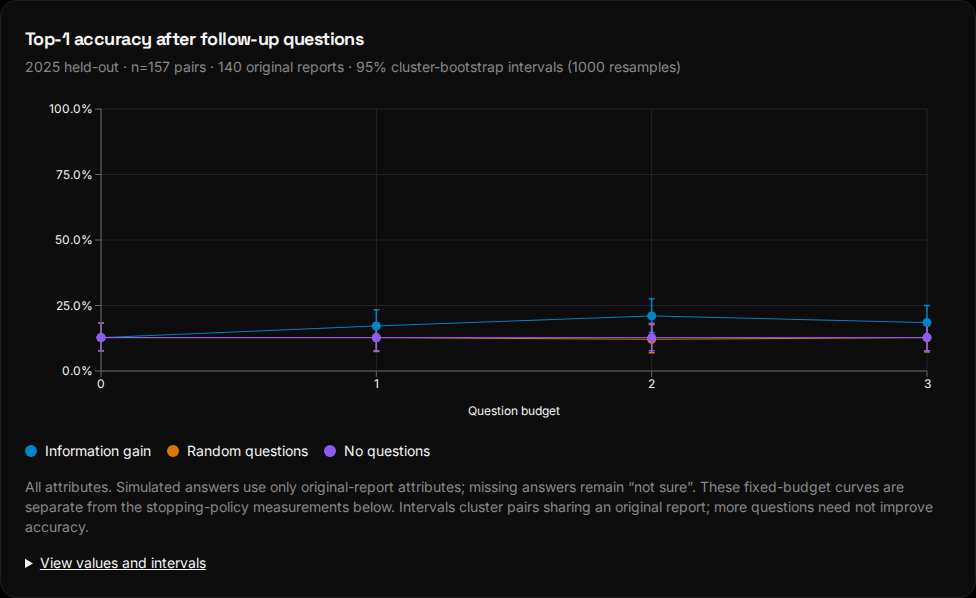 Top-1 accuracy after follow-up questions
2025 held-out · n=157 pairs · 140 original reports · 95% cluster-bootstrap intervals (1000 resamples)
100.0%
75.0%
50.0%
25.0%
0.0%
0
1
2
3
Question budget
Information gain
Random questions
No questions
All attributes. Simulated answers use only original-report attributes; missing answers remain “not sure”. These fixed-budget curves are
separate from the stopping-policy measurements below. Intervals cluster pairs sharing an original report; more questions need not improve
accuracy.
View values and intervals